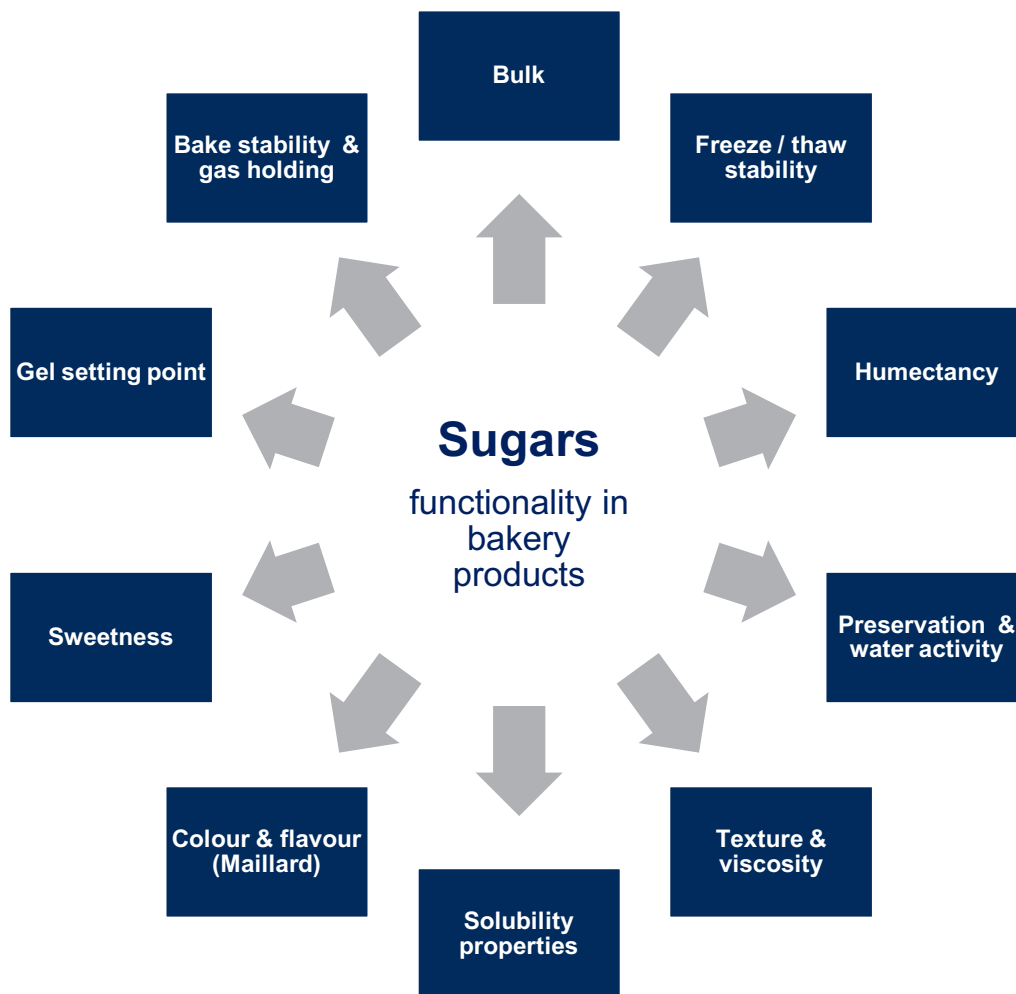 Bulk
Freeze / thaw
stability
Humectancy
Preservation &
water activity
Texture &
viscosity
Solubility
properties
Colour & flavour
(Maillard)
Sweetness
Gel setting point
Bake stability &
gas holding
Sugars
functionality in
bakery
products